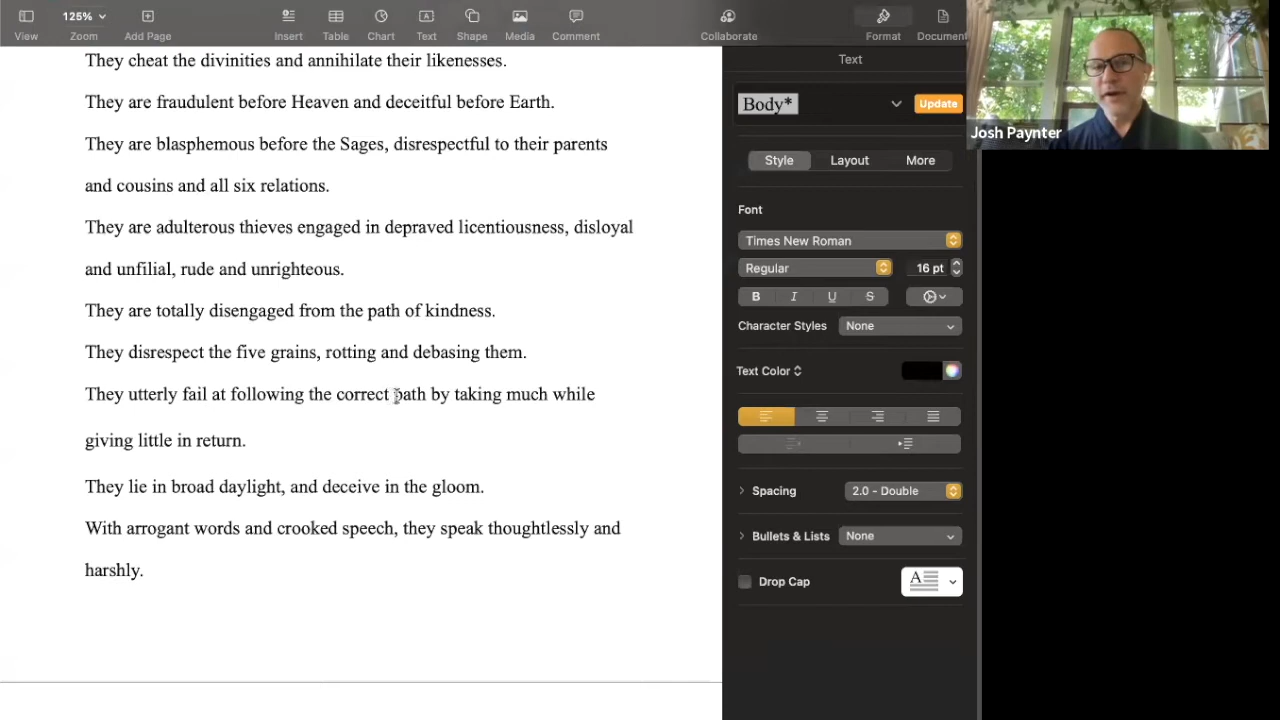 125%
View
Zoom
Add Page
Insert
Table
Chart
Text
Shape
Media
Comment
Collaborate
Format
Document
They cheat the divinities and annihilate their likenesses.
They are fraudulent before Heaven and deceitful before Earth.
They are blasphemous before the Sages, disrespectful to their parents
and cousins and all six relations.
They are adulterous thieves engaged in depraved licentiousness, disloyal
and unfilial, rude and unrighteous.
They are totally disengaged from the path of kindness.
They disrespect the five grains, rotting and debasing them.
They utterly fail at following the correct path by taking much while
giving little in return.
They lie in broad daylight, and deceive in the gloom.
With arrogant words and crooked speech, they speak thoughtlessly and
harshly.
Text
Body*
Update
Style
Layout
More
Font
Times New Roman
Regular
16 pt
B I U S
Character Styles
None
Text Color
Spacing
2.0 - Double
Bullets & Lists
None
Drop Cap
A
Josh Paynter